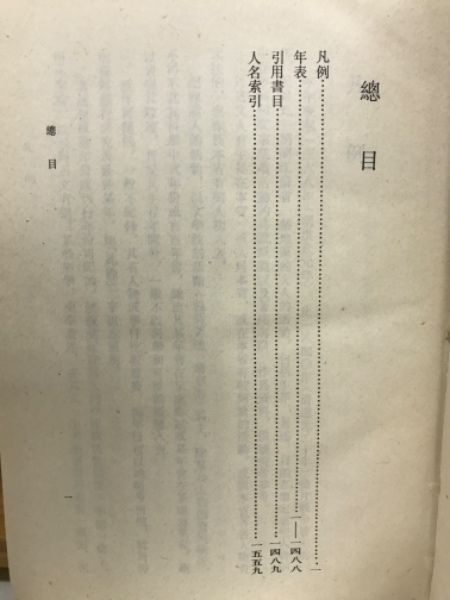 總目
凡例……一
年表……一——一四八八
引用書目……一四八九
人名索引……一五五九
總目
一